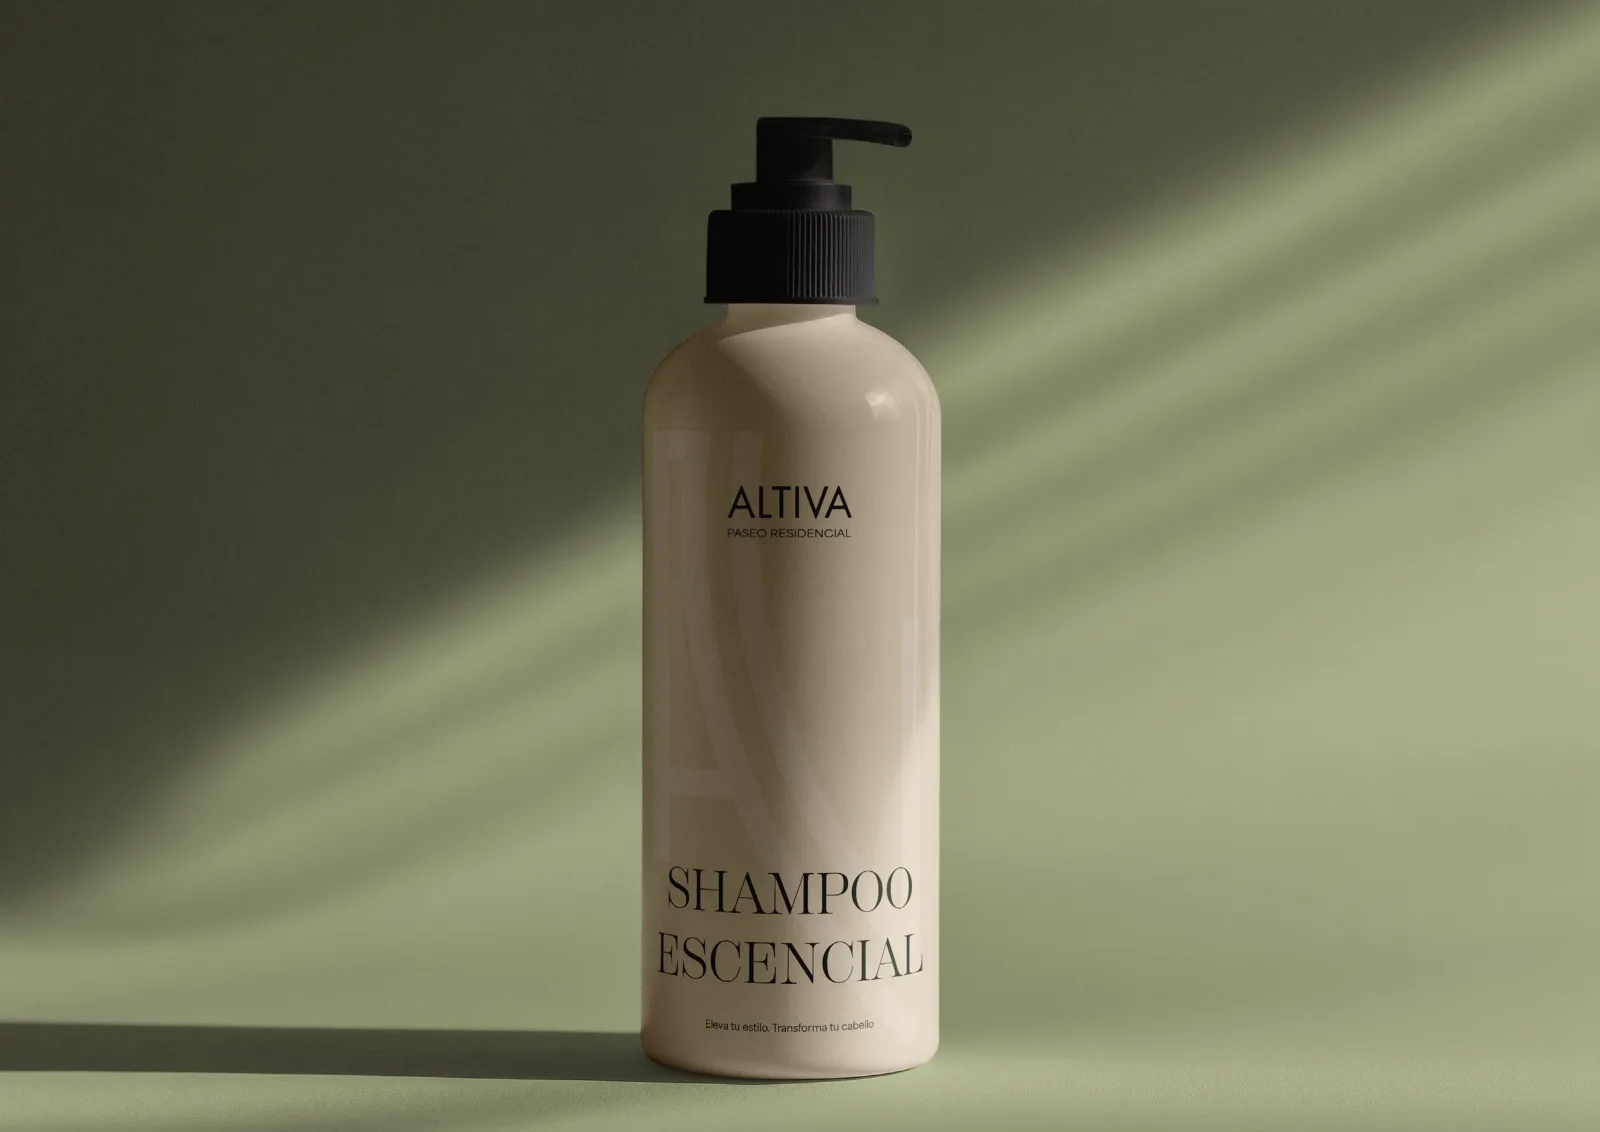 ALTIVA
PASEO RESIDENCIAL
SHAMPOO
ESCENCIAL
Eleva tu estilo. Transforma tu cabello